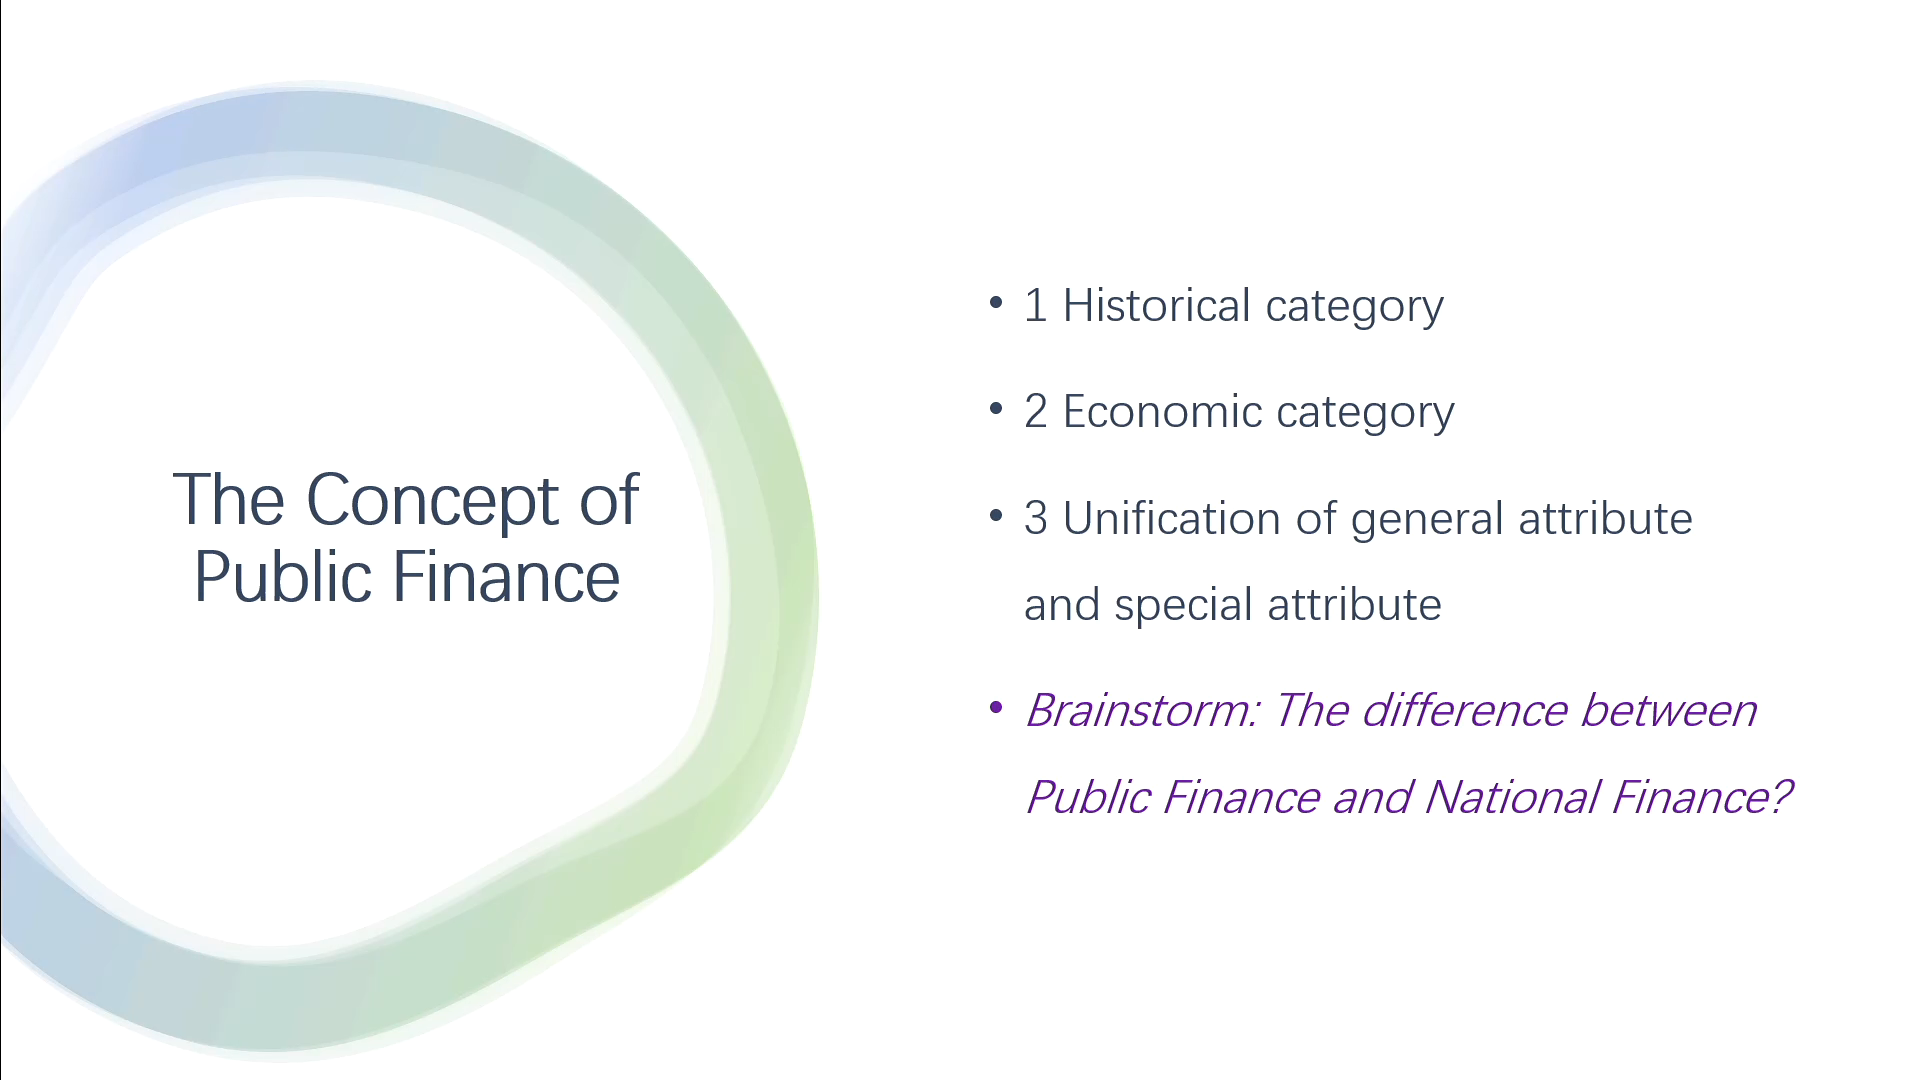 The Concept of
Public Finance
• 1 Historical category
• 2 Economic category
• 3 Unification of general attribute
and special attribute
• Brainstorm: The difference between
Public Finance and National Finance?